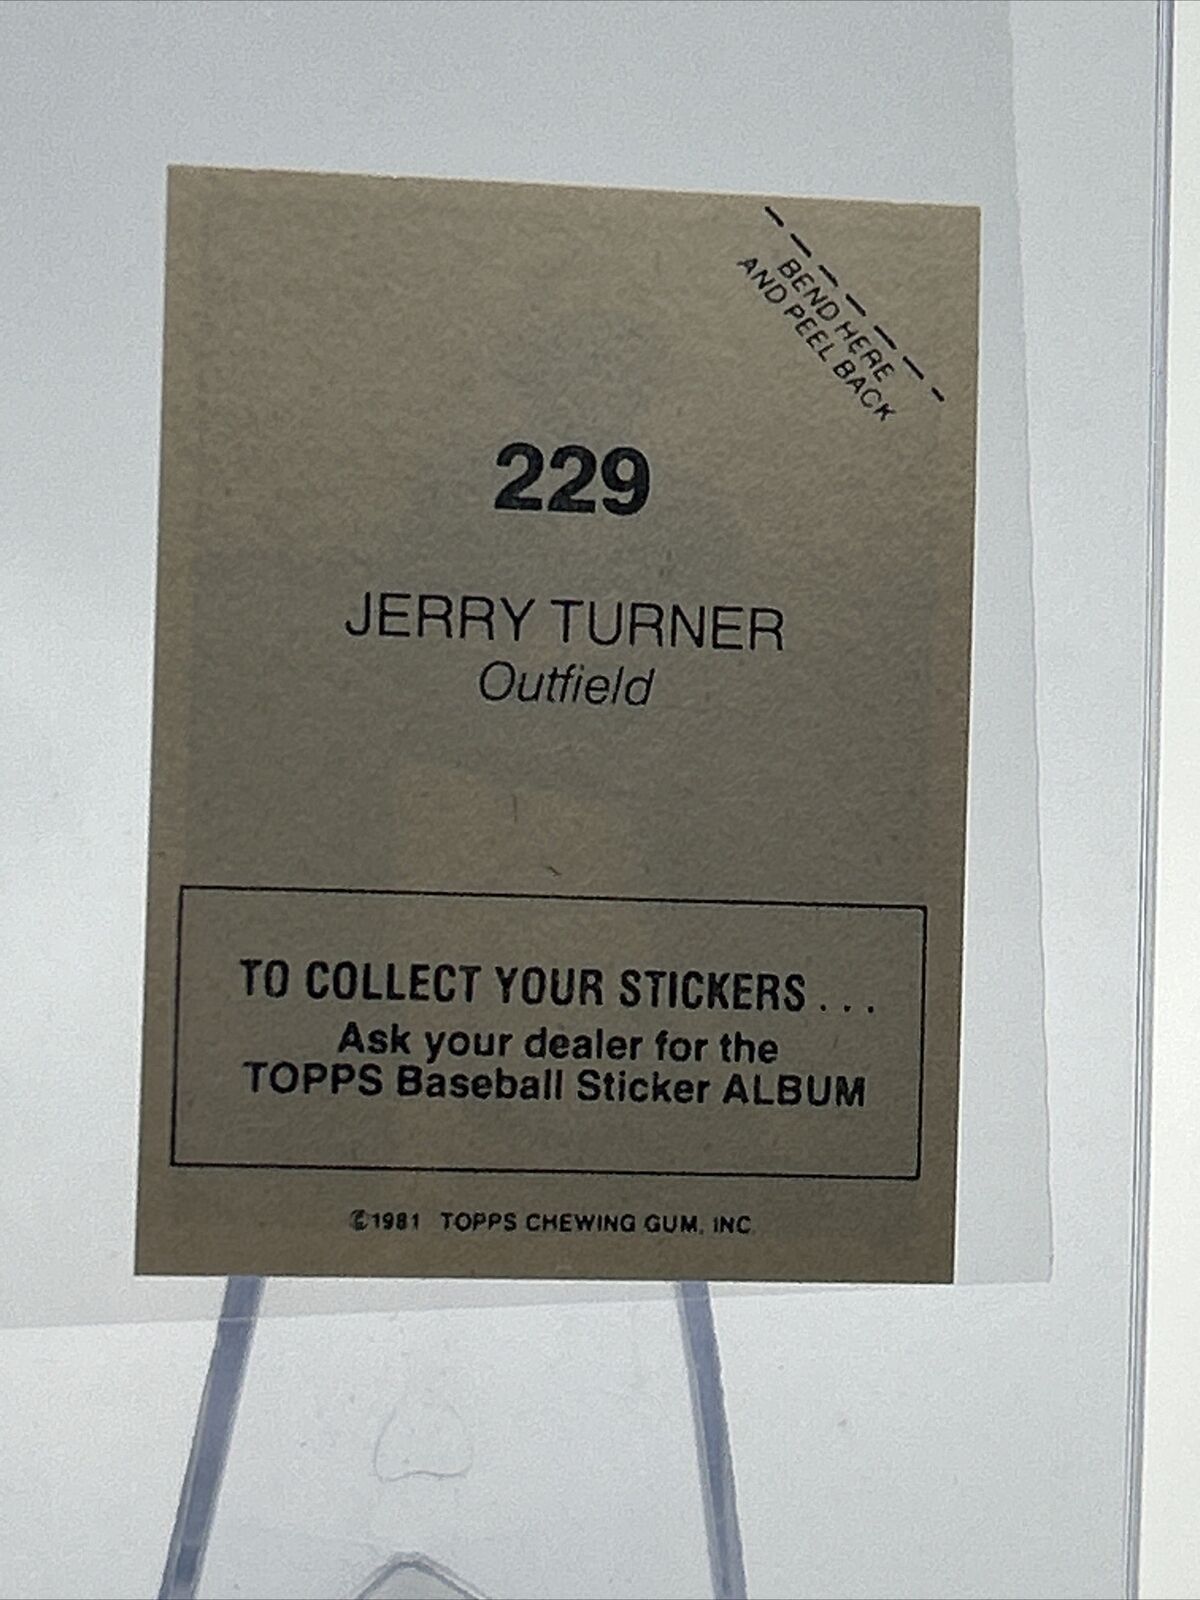 BEND HERE
AND PEEL BACK
229
JERRY TURNER
Outfield
TO COLLECT YOUR STICKERS . . .
Ask your dealer for the
TOPPS Baseball Sticker ALBUM
©1981 TOPPS CHEWING GUM, INC.